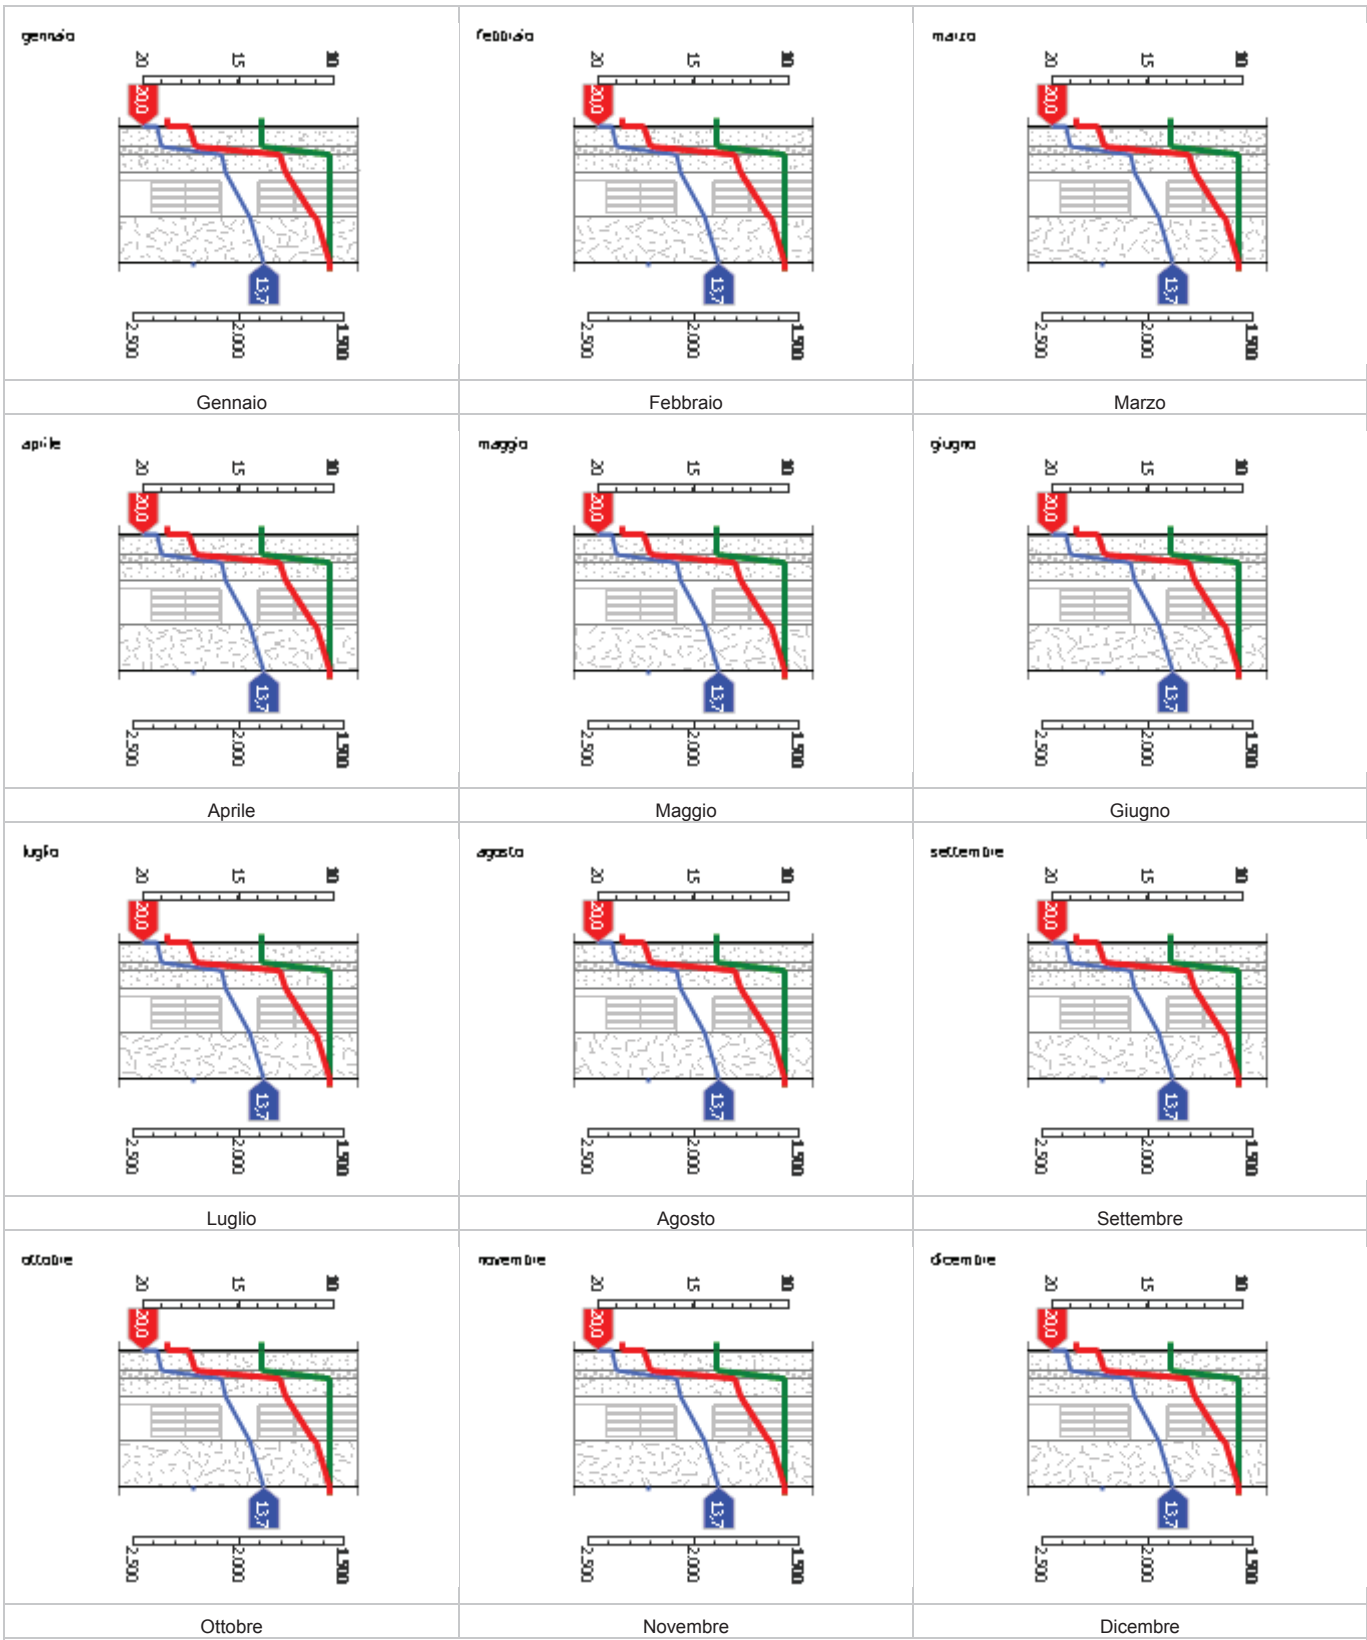 gennaio febbraio marzo
20 15 10 20 15 10 20 15 10
20,0 20,0 20,0
13,7 13,7 13,7
2.500 2.000 1.500 2.500 2.000 1.500 2.500 2.000 1.500
Gennaio Febbraio Marzo
aprile maggio giugno
20 15 10 20 15 10 20 15 10
20,0 20,0 20,0
13,7 13,7 13,7
2.500 2.000 1.500 2.500 2.000 1.500 2.500 2.000 1.500
Aprile Maggio Giugno
luglio agosto settembre
20 15 10 20 15 10 20 15 10
20,0 20,0 20,0
13,7 13,7 13,7
2.500 2.000 1.500 2.500 2.000 1.500 2.500 2.000 1.500
Luglio Agosto Settembre
ottobre novembre dicembre
20 15 10 20 15 10 20 15 10
20,0 20,0 20,0
13,7 13,7 13,7
2.500 2.000 1.500 2.500 2.000 1.500 2.500 2.000 1.500
Ottobre Novembre Dicembre